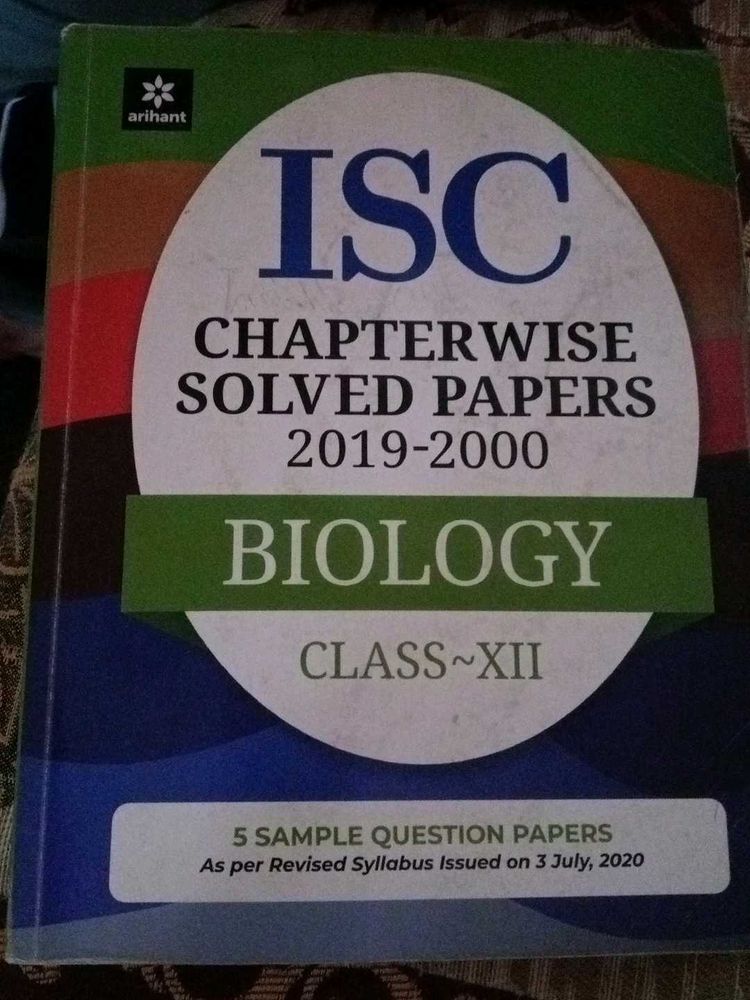 arihant
ISC
CHAPTERWISE
SOLVED PAPERS
2019-2000
BIOLOGY
CLASS~XII
5 SAMPLE QUESTION PAPERS
As per Revised Syllabus Issued on 3 July, 2020